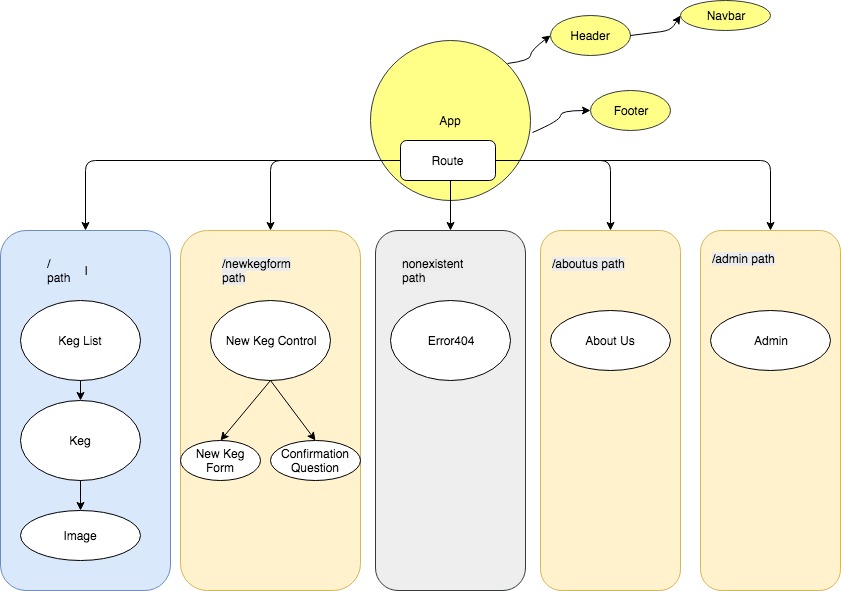 Navbar
Header
Footer
App
Route
/
path
I
/newkegform
path
nonexistent
path
/aboutus path
/admin path
Keg List
New Keg Control
Error404
About Us
Admin
Keg
New Keg
Form
Confirmation
Question
Image